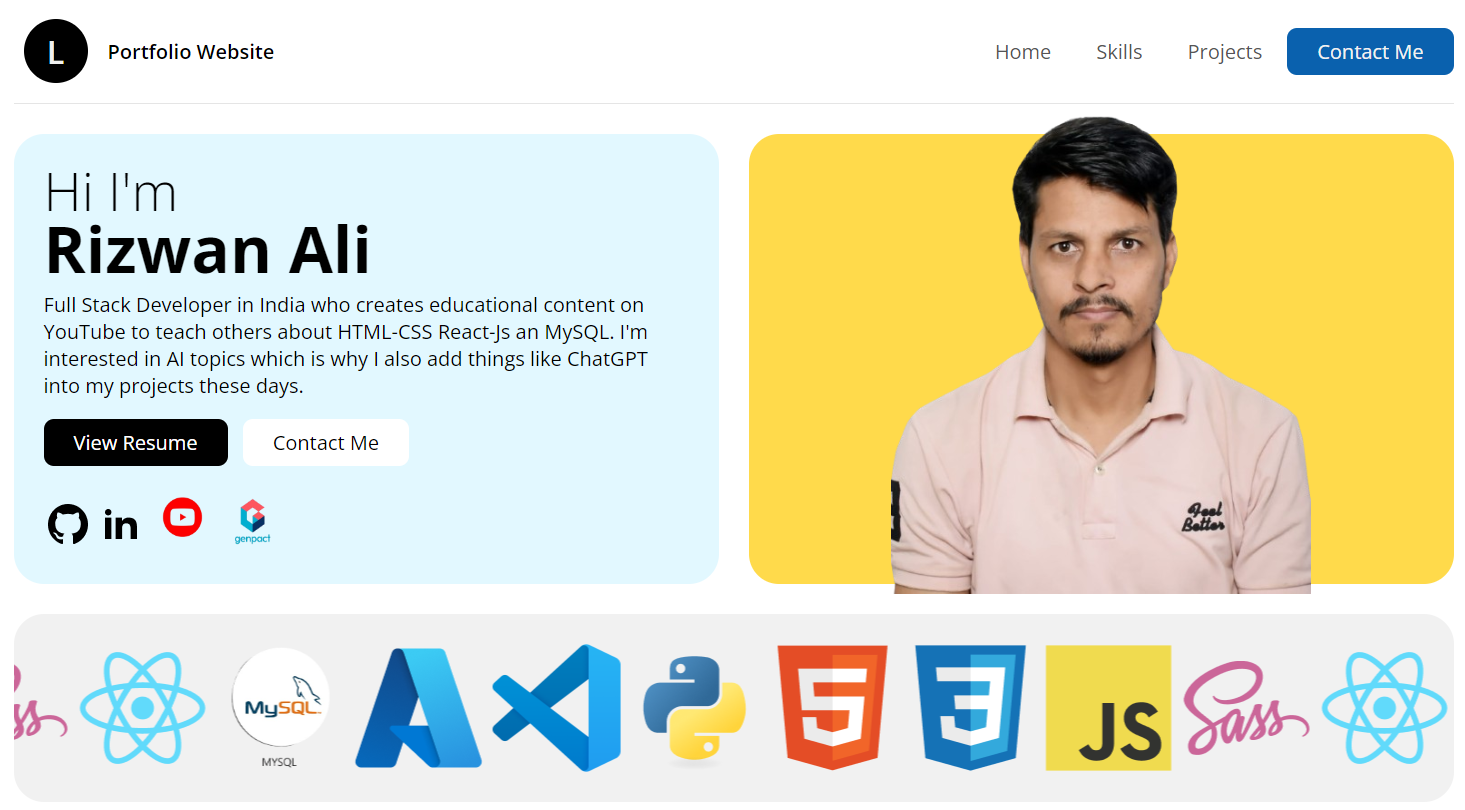 L
Portfolio Website
Home
Skills
Projects
Contact Me
Hi I'm
Rizwan Ali
Full Stack Developer in India who creates educational content on
YouTube to teach others about HTML-CSS React-Js an MySQL. I'm
interested in AI topics which is why I also add things like ChatGPT
into my projects these days.
View Resume
Contact Me
in
genpact
Feel
Better
ss
MySQL
MYSQL
5
3
JS
Sass